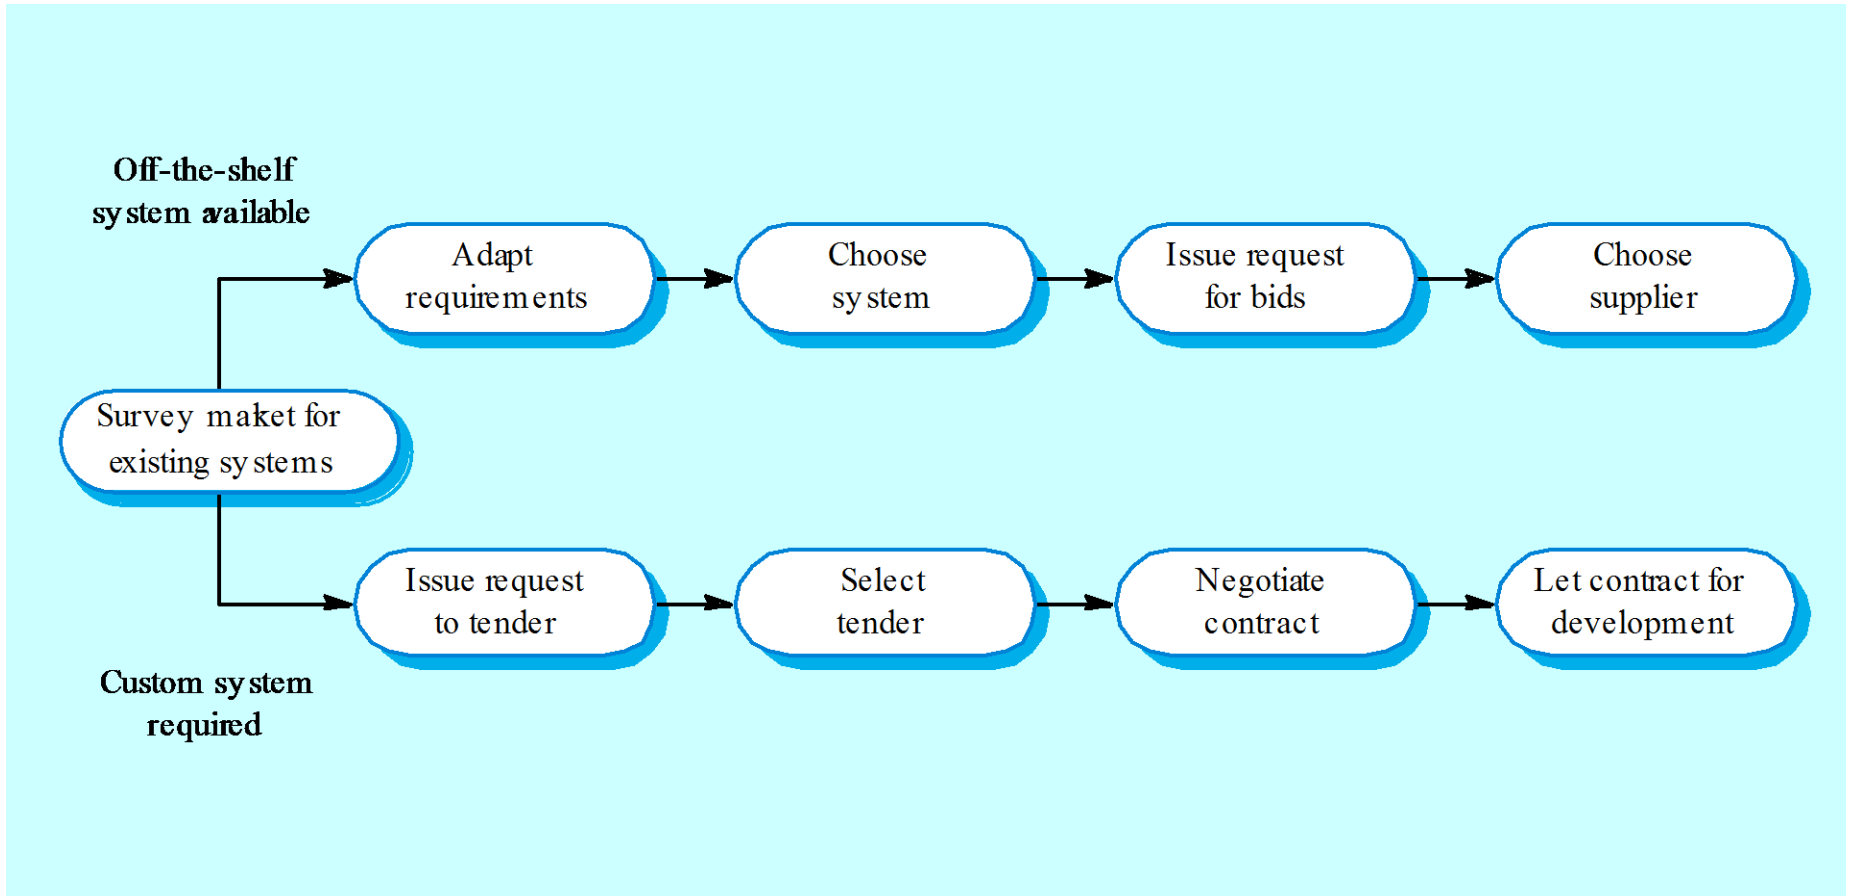 Off-the-shelf
system available
Adapt
requirements
Choose
system
Issue request
for bids
Choose
supplier
Survey maket for
existing systems
Issue request
to tender
Select
tender
Negotiate
contract
Let contract for
development
Custom system
required